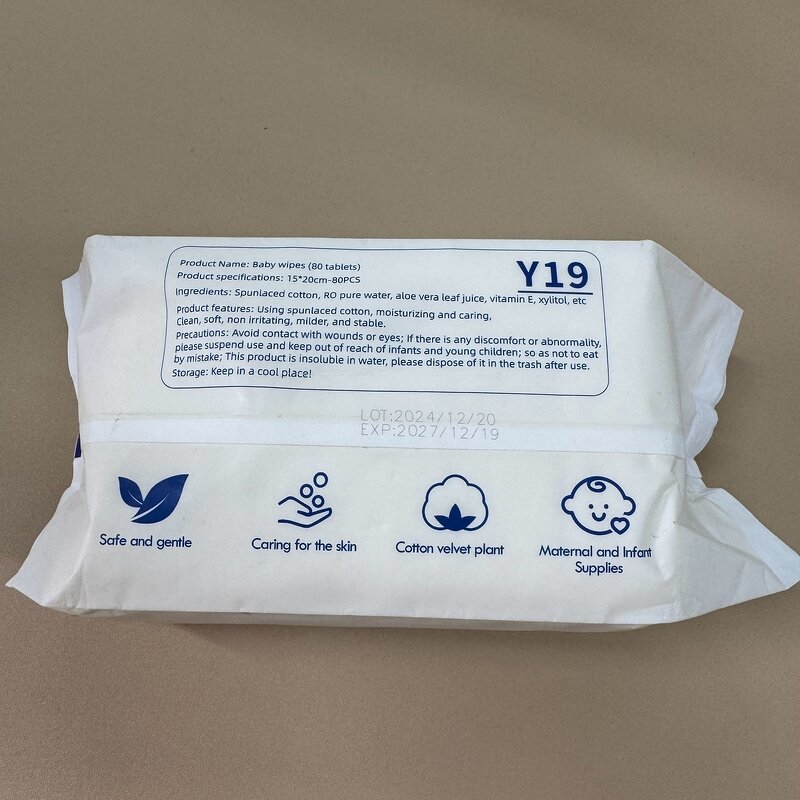 Product Name: Baby wipes (80 tablets)
Y19
Product specifications: 15*20cm-80PCS
Ingredients: Spunlaced cotton, RO pure water, aloe vera leaf juice, vitamin E, xylitol, etc
Product features: Using spunlaced cotton, moisturizing and caring,
Clean, soft, non irritating, milder, and stable.
Precautions: Avoid contact with wounds or eyes; If there is any discomfort or abnormality,
please suspend use and keep out of reach of infants and young children; so as not to eat
by mistake; This product is insoluble in water, please dispose of it in the trash after use.
Storage: Keep in a cool place!
LOT:2024/12/20
EXP:2027/12/19
Safe and gentle
Caring for the skin
Cotton velvet plant
Maternal and Infant
Supplies